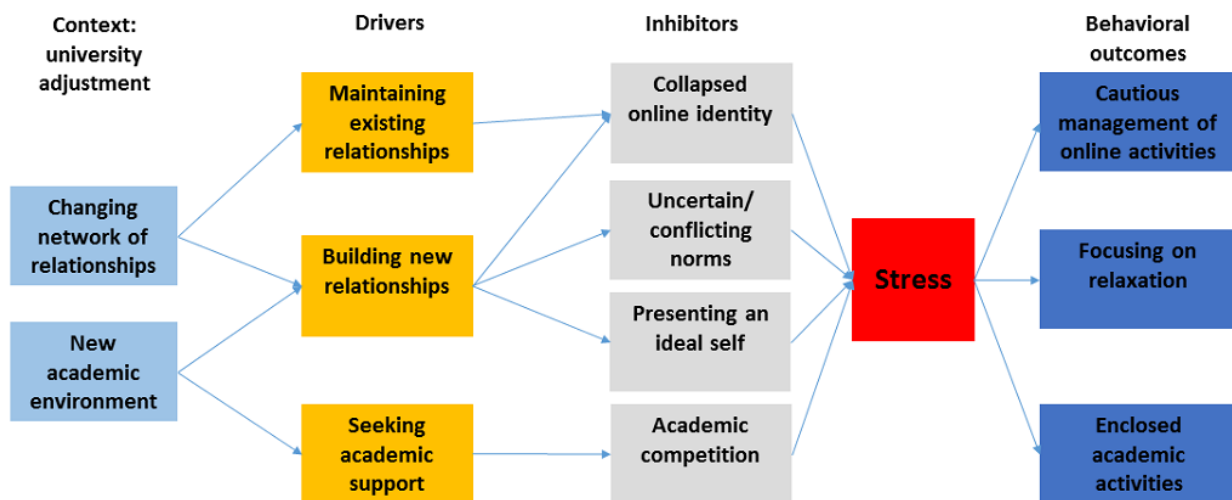 Context:
university
adjustment
Drivers
Inhibitors
Behavioral
outcomes
Changing
network of
relationships
New
academic
environment
Maintaining
existing
relationships
Building new
relationships
Seeking
academic
support
Collapsed
online identity
Uncertain/
conflicting
norms
Presenting an
ideal self
Academic
competition
Stress
Cautious
management of
online activities
Focusing on
relaxation
Enclosed
academic
activities